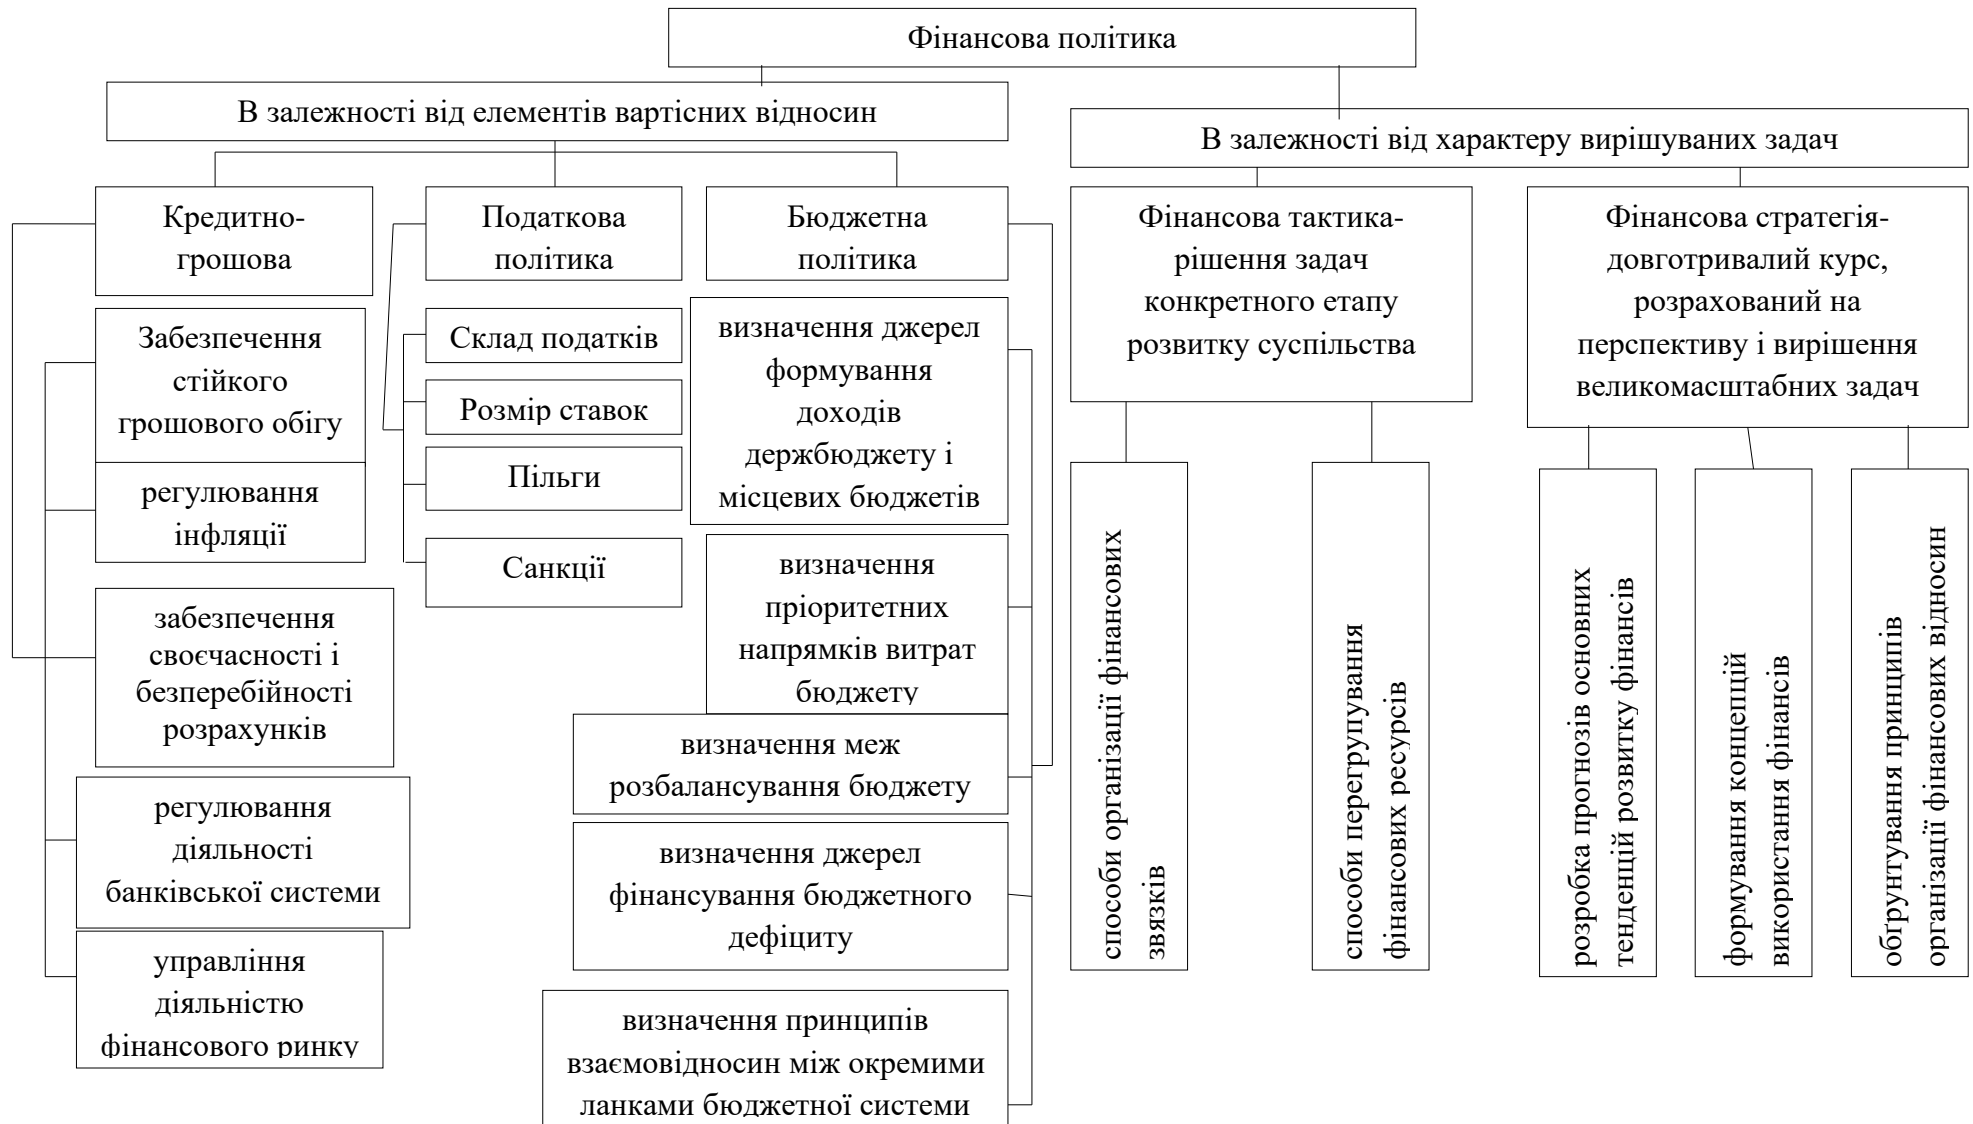 Фінансова політика
В залежності від елементів вартісних відносин
В залежності від характеру вирішуваних задач
Кредитно-
грошова
Податкова
політика
Бюджетна
політика
Фінансова тактика-
рішення задач
конкретного етапу
розвитку суспільства
Фінансова стратегія-
довготривалий курс,
розрахований на
перспективу і вирішення
великомасштабних задач
Забезпечення
стійкого
грошового обігу
регулювання
інфляції
забезпечення
своєчасності і
безперебійності
розрахунків
регулювання
діяльності
банківської системи
управління
діяльністю
фінансового ринку
Склад податків
Розмір ставок
Пільги
Санкції
визначення джерел
формування
доходів
держбюджету і
місцевих бюджетів
визначення
пріоритетних
напрямків витрат
бюджету
визначення меж
розбалансування бюджету
визначення джерел
фінансування бюджетного
дефіциту
визначення принципів
взаємовідносин між окремими
ланками бюджетної системи
способи організації фінансових
звязків
способи перегрупування
фінансових ресурсів
розробка прогнозів основних
тенденцій розвитку фінансів
формування концепцій
використання фінансів
обґрунтування принципів
організації фінансових відносин